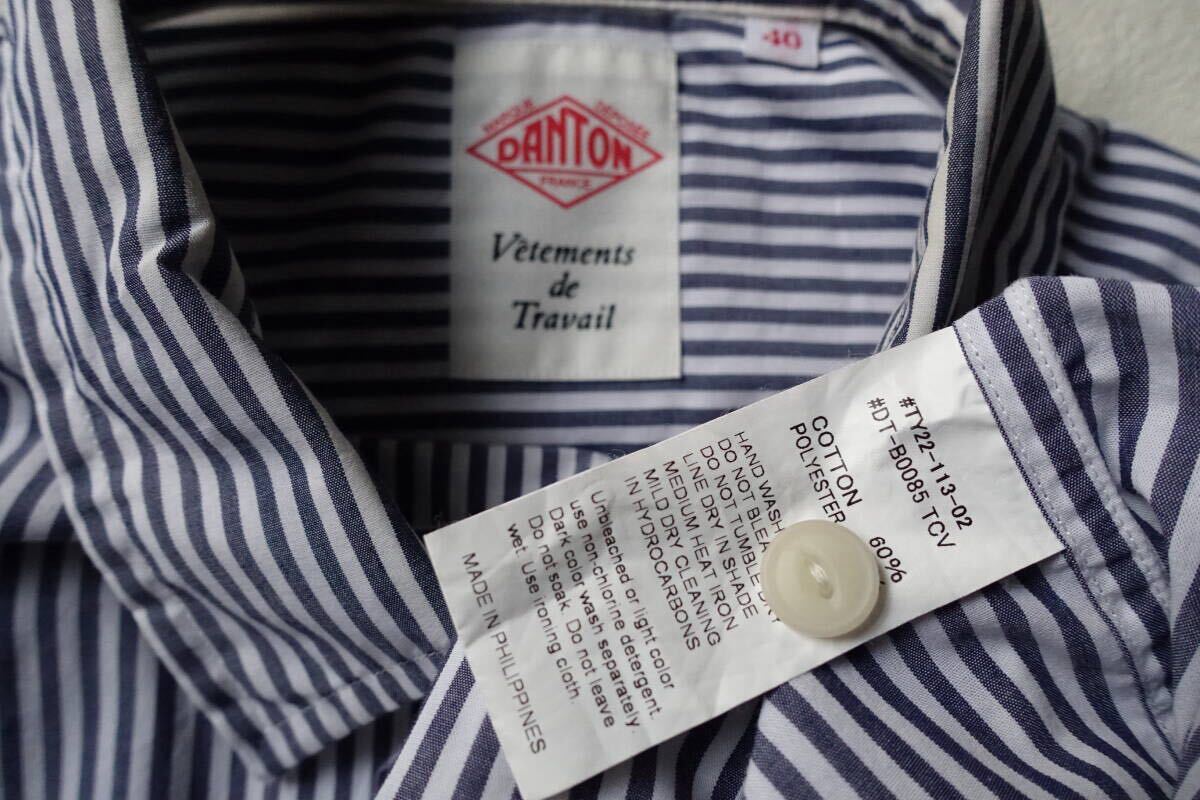 40
MARQUE DÉPOSÉE
DANTON
FRANCE
Vêtements
de
Travail
#TY22-113-02
#DT-B0085 TCV
COTTON 60%
POLYESTER
HAND WASH
DO NOT BLEA
DO NOT TUMBLE DRY
LINE DRY IN SHADE
MEDIUM HEAT IRON
MILD DRY CLEANING
IN HYDROCARBONS
Unbleached or light color
use non-chlorine detergent.
Dark color wash separately.
Do not soak. Do not leave
wet. Use ironing cloth.
MADE IN PHILIPPINES